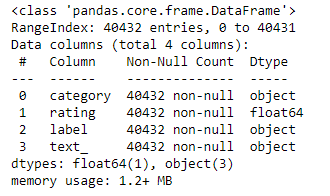 <class 'pandas.core.frame.DataFrame'>
RangeIndex: 40432 entries, 0 to 40431
Data columns (total 4 columns):
 #   Column    Non-Null Count  Dtype
---  ------    --------------  -----
 0   category  40432 non-null  object
 1   rating    40432 non-null  float64
 2   label     40432 non-null  object
 3   text_     40432 non-null  object
dtypes: float64(1), object(3)
memory usage: 1.2+ MB